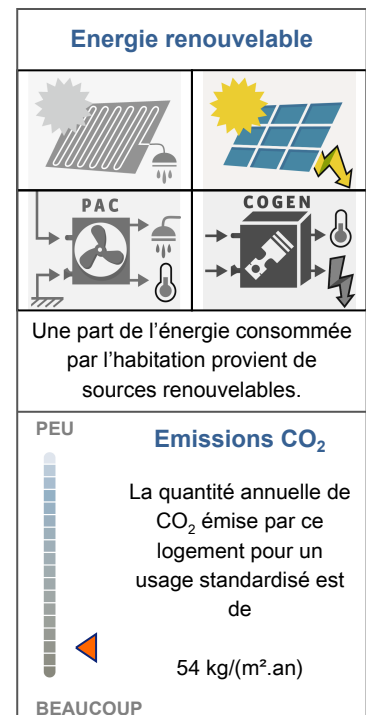 Energie renouvelable
PAC
COGEN
Une part de l'énergie consommée
par l'habitation provient de
sources renouvelables.
PEU
Emissions CO₂
La quantité annuelle de
CO₂ émise par ce
logement pour un
usage standardisé est
de
54 kg/(m².an)
BEAUCOUP